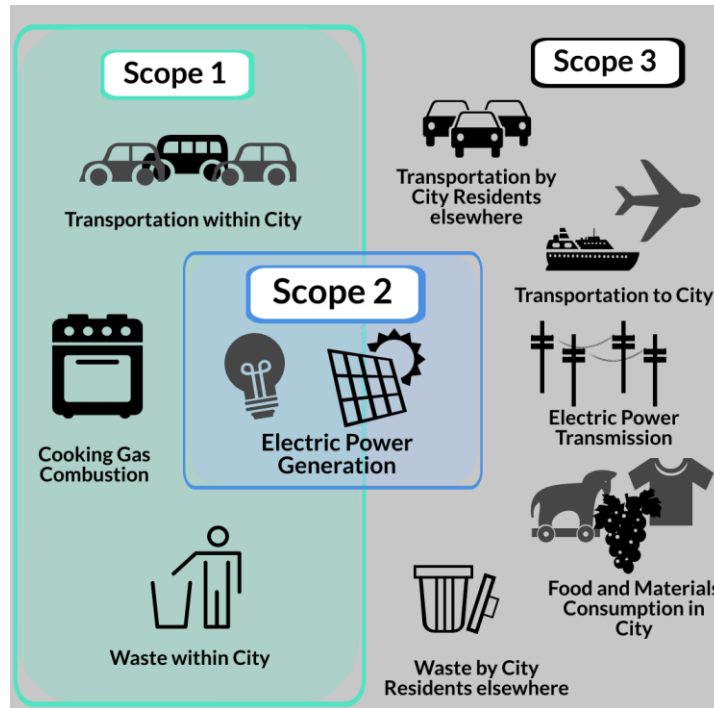 Scope 1
Transportation within City
Cooking Gas
Combustion
Waste within City
Scope 2
Electric Power
Generation
Scope 3
Transportation by
City Residents
elsewhere
Transportation to City
Electric Power
Transmission
Food and Materials
Consumption in
City
Waste by City
Residents elsewhere